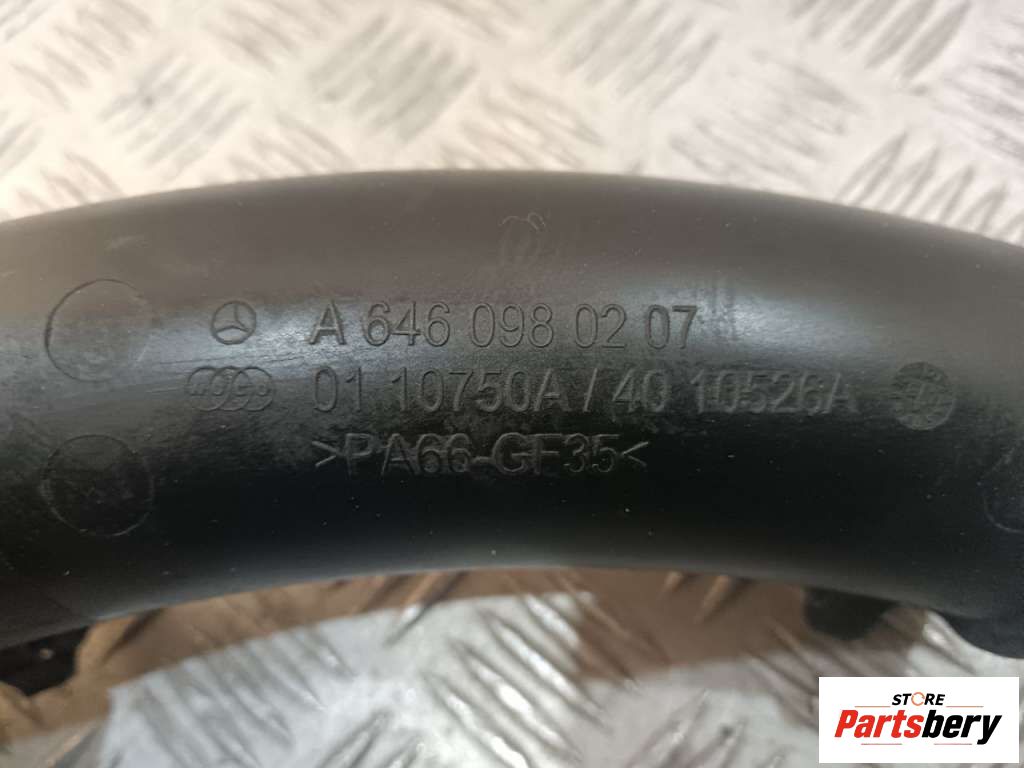 A 646 098 02 07
01 10750A / 40 10526A
>PA66-GF35<
STORE
Partsbery